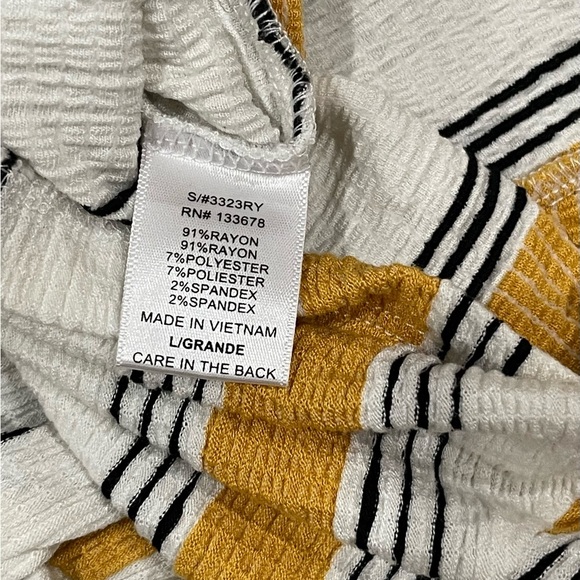 S/#3323RY
RN# 133678
91%RAYON
91%RAYON
7%POLYESTER
7%POLIESTER
2%SPANDEX
2%SPANDEX
MADE IN VIETNAM
L/GRANDE
CARE IN THE BACK